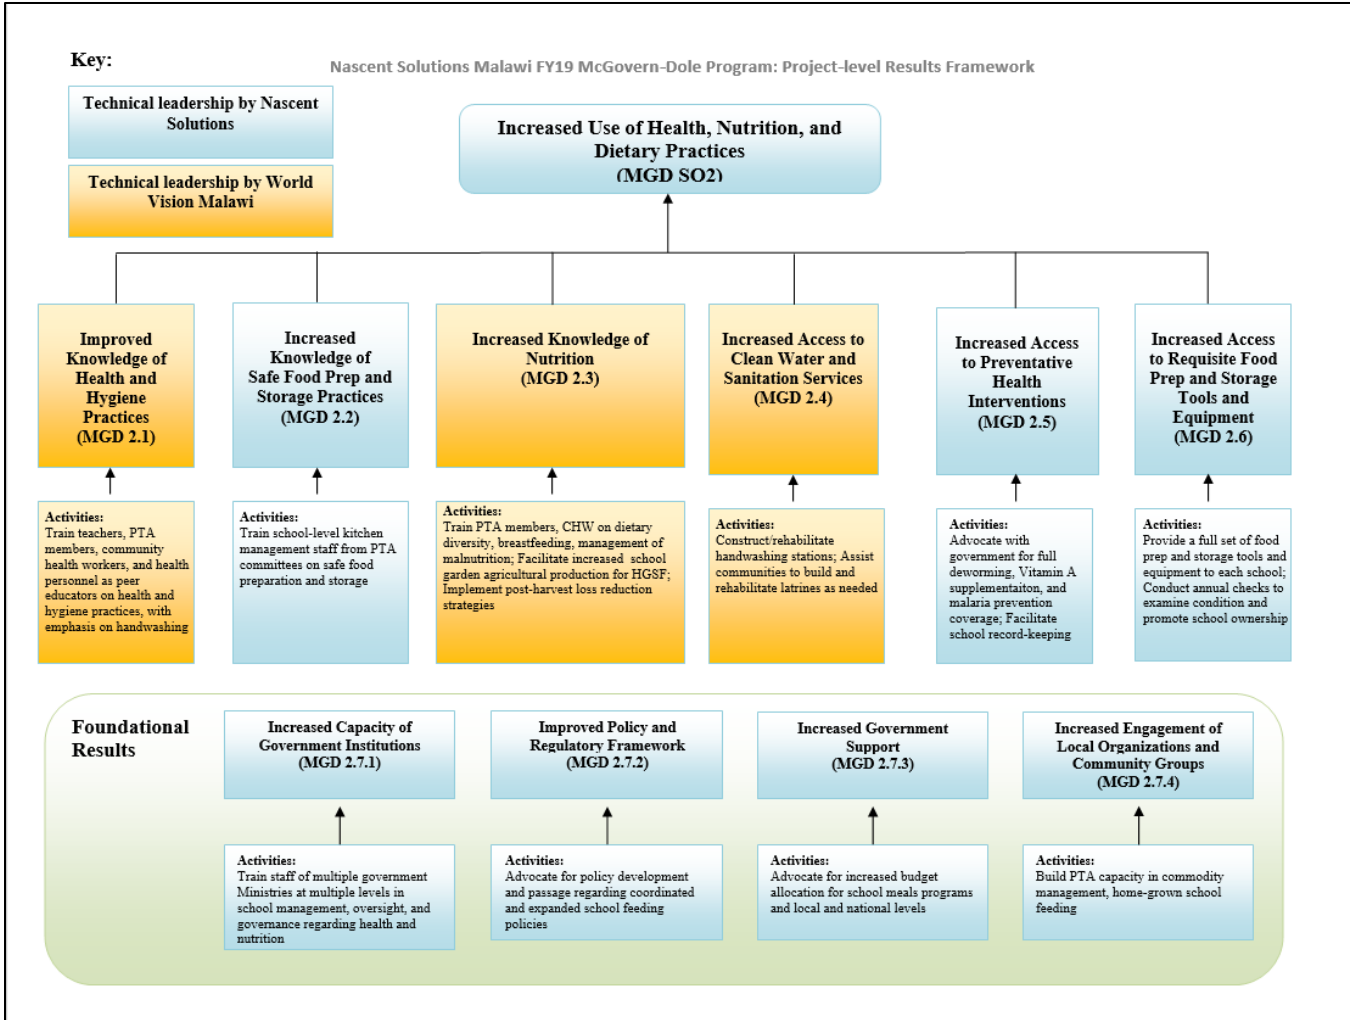 Key:
Nascent Solutions Malawi FY19 McGovern-Dole Program: Project-level Results Framework
Technical leadership by Nascent
Solutions
Technical leadership by World
Vision Malawi
Increased Use of Health, Nutrition, and
Dietary Practices
(MGD SO2)
Improved
Knowledge of
Health and
Hygiene
Practices
(MGD 2.1)
Increased
Knowledge of
Safe Food Prep and
Storage Practices
(MGD 2.2)
Increased Knowledge of
Nutrition
(MGD 2.3)
Increased Access to
Clean Water and
Sanitation Services
(MGD 2.4)
Increased Access
to Preventative
Health
Interventions
(MGD 2.5)
Increased Access
to Requisite Food
Prep and Storage
Tools and
Equipment
(MGD 2.6)
Activities:
Train teachers, PTA
members, community
health workers, and health
personnel as peer
educators on health and
hygiene practices, with
emphasis on handwashing
Activities:
Train school-level kitchen
management staff from PTA
committees on safe food
preparation and storage
Activities:
Train PTA members, CHW on dietary
diversity, breastfeeding, management of
malnutrition; Facilitate increased school
garden agricultural production for HGSF;
Implement post-harvest loss reduction
strategies
Activities:
Construct/rehabilitate
handwashing stations; Assist
communities to build and
rehabilitate latrines as needed
Activities:
Advocate with
government for full
deworming, Vitamin A
supplementaiton, and
malaria prevention
coverage; Facilitate
school record-keeping
Activities:
Provide a full set of food
prep and storage tools and
equipment to each school;
Conduct annual checks to
examine condition and
promote school ownership
Foundational
Results
Increased Capacity of
Government Institutions
(MGD 2.7.1)
Improved Policy and
Regulatory Framework
(MGD 2.7.2)
Increased Government
Support
(MGD 2.7.3)
Increased Engagement of
Local Organizations and
Community Groups
(MGD 2.7.4)
Activities:
Train staff of multiple government
Ministries at multiple levels in
school management, oversight, and
governance regarding health and
nutrition
Activities:
Advocate for policy development
and passage regarding coordinated
and expanded school feeding
policies
Activities:
Advocate for increased budget
allocation for school meals programs
and local and national levels
Activities:
Build PTA capacity in commodity
management, home-grown school
feeding